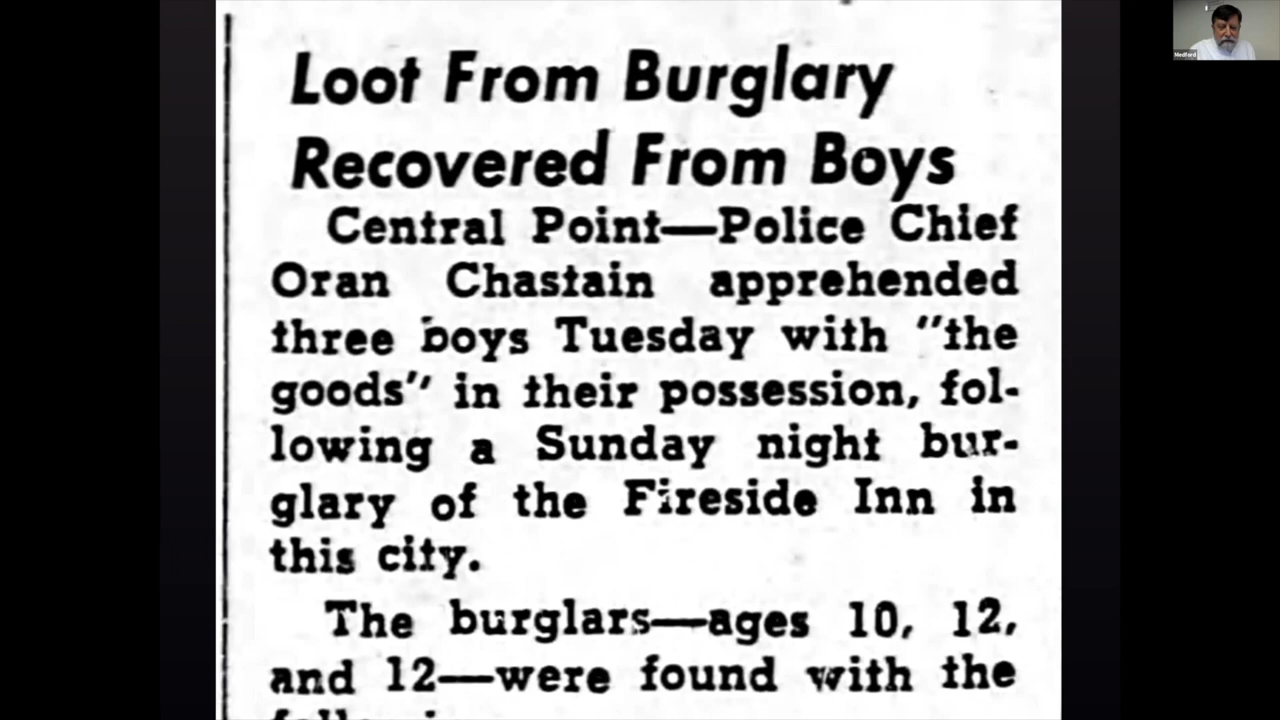 Loot From Burglary
Recovered From Boys
Central Point—Police Chief
Oran Chastain apprehended
three boys Tuesday with "the
goods" in their possession, fol-
lowing a Sunday night bur-
glary of the Fireside Inn in
this city.
The burglars—ages 10, 12,
and 12—were found with the
Medford